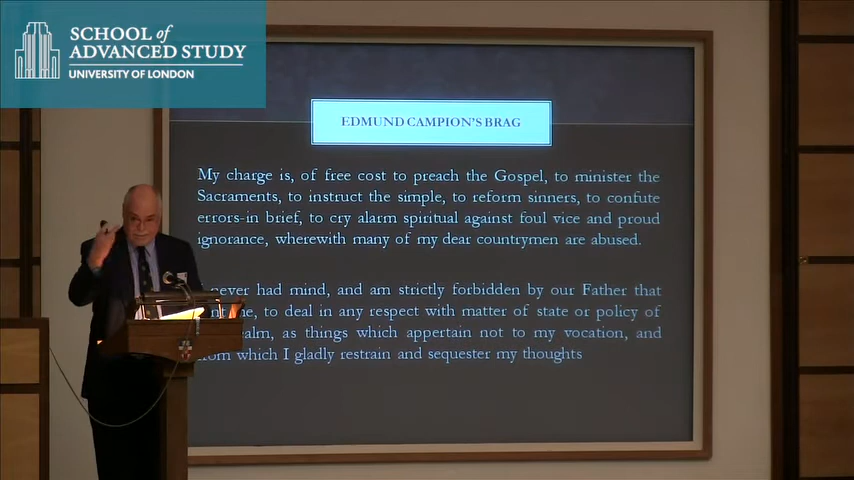 SCHOOL of
ADVANCED STUDY
UNIVERSITY OF LONDON
EDMUND CAMPION'S BRAG
My charge is, of free cost to preach the Gospel, to minister the
Sacraments, to instruct the simple, to reform sinners, to confute
errors-in brief, to cry alarm spiritual against foul vice and proud
ignorance, wherewith many of my dear countrymen are abused.
never had mind, and am strictly forbidden by our Father that
me, to deal in any respect with matter of state or policy of
realm, as things which appertain not to my vocation, and
from which I gladly restrain and sequester my thoughts